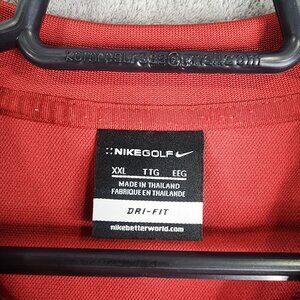 NIKEGOLF
XXL TTG EEG
MADE IN THAILAND
FABRIQUE EN THAILANDE
DRI-FIT
nikebetterworld.com